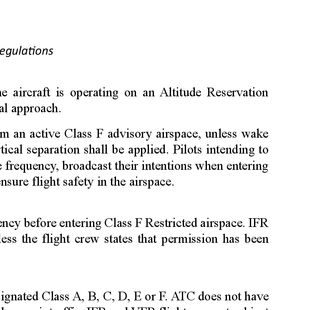 egulations
e aircraft is operating on an Altitude Reservation
al approach.
m an active Class F advisory airspace, unless wake
tical separation shall be applied. Pilots intending to
e frequency, broadcast their intentions when entering
nsure flight safety in the airspace.
ency before entering Class F Restricted airspace. IFR
less the flight crew states that permission has been
ignated Class A, B, C, D, E or F. ATC does not have